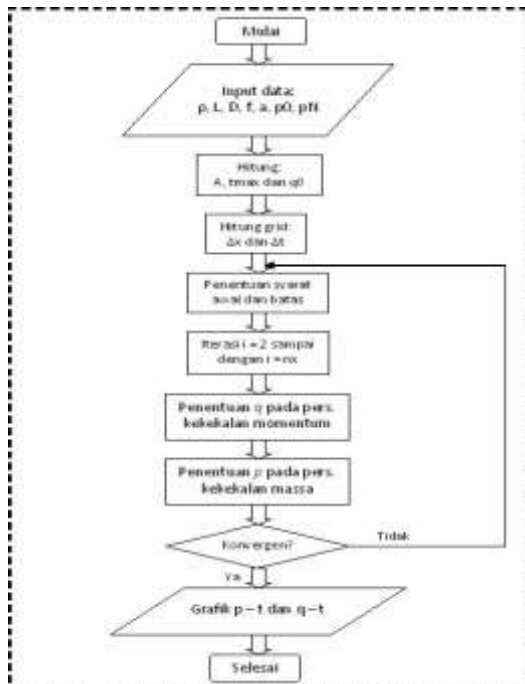 Mulai
Input data:
ρ, L, D, f, a, p0, pN
Hitung:
A, tmax dan q0
Hitung grid:
Δx dan Δt
Penentuan syarat
awal dan batas
Iterasi i = 2 sampai
dengan i = nx
Penentuan q pada pers.
kekekalan momentum
Penentuan p pada pers.
kekekalan massa
Konvergen?
Tidak
Ya
Grafik p – t dan q – t
Selesai